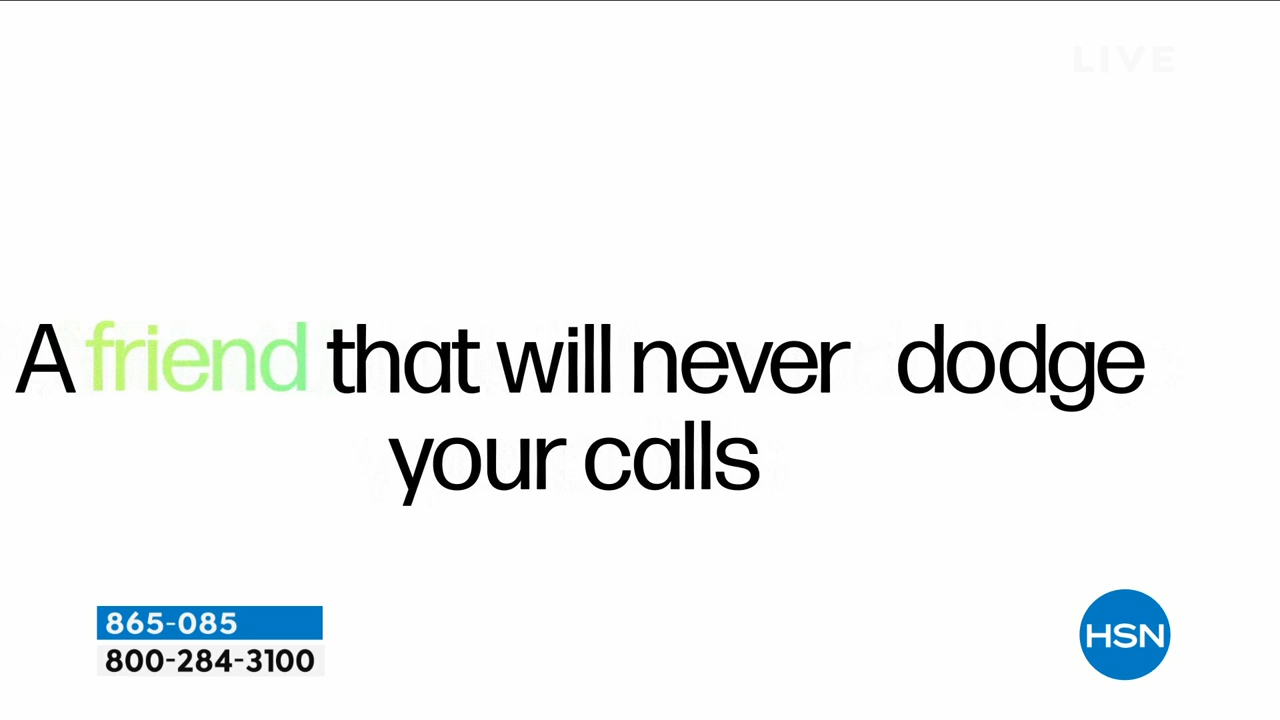 LIVE
A friend that will never dodge
your calls
865-085
800-284-3100
HSN